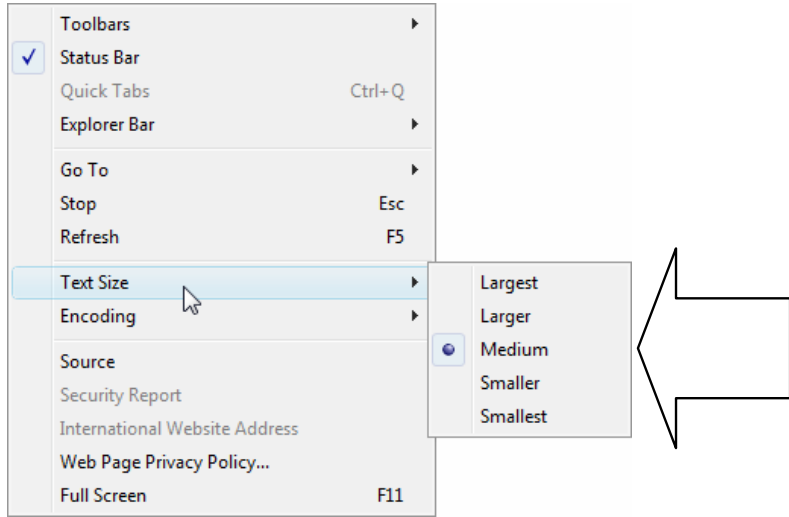 Toolbars
Status Bar
Quick Tabs Ctrl+Q
Explorer Bar
Go To
Stop Esc
Refresh F5
Text Size
Encoding
Source
Security Report
International Website Address
Web Page Privacy Policy...
Full Screen F11
Largest
Larger
Medium
Smaller
Smallest